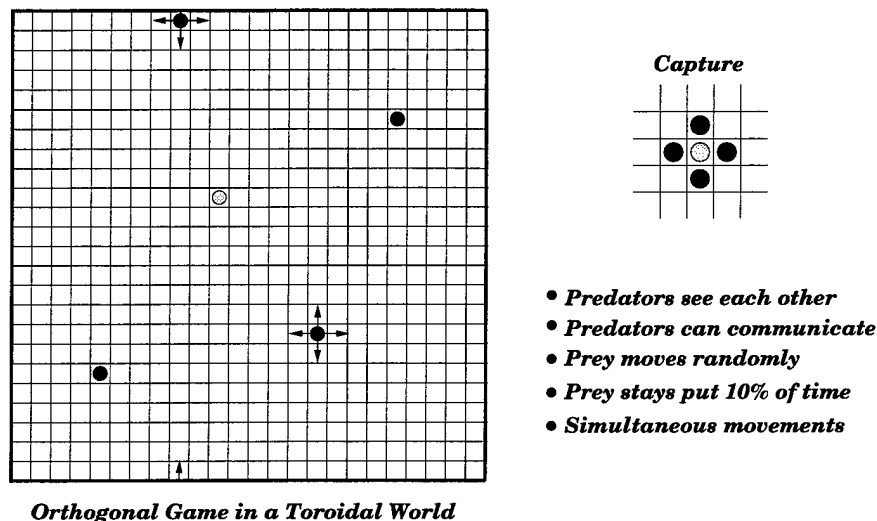 Capture
• Predators see each other
• Predators can communicate
• Prey moves randomly
• Prey stays put 10% of time
• Simultaneous movements
Orthogonal Game in a Toroidal World